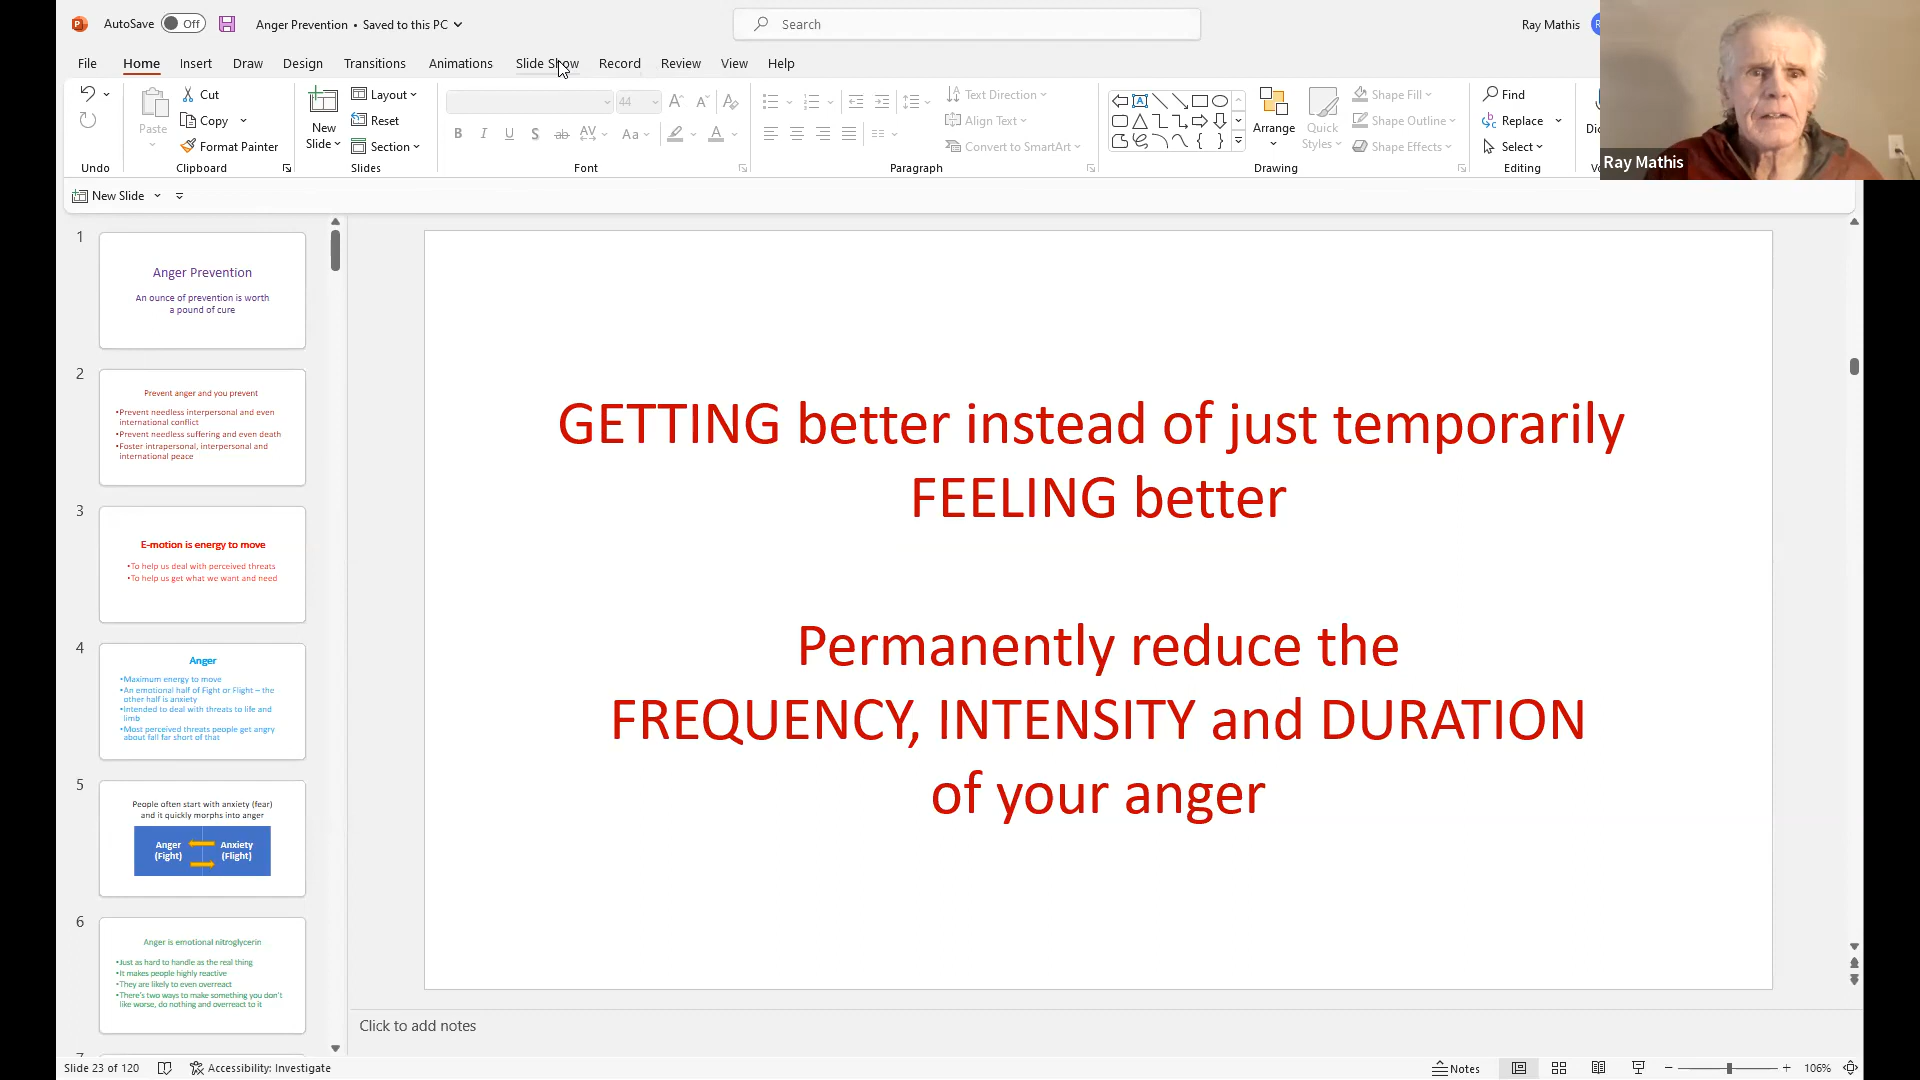 AutoSave Off Anger Prevention • Saved to this PC Search Ray Mathis
File Home Insert Draw Design Transitions Animations Slide Show Record Review View Help
Paste Cut Copy Format Painter
New Slide Layout Reset Section
44
Text Direction Align Text Convert to SmartArt
Arrange Quick Styles Shape Fill Shape Outline Shape Effects
Find Replace Select
Ray Mathis
Undo Clipboard Slides Font Paragraph Drawing Editing
New Slide
1
Anger Prevention
An ounce of prevention is worth
a pound of cure
2
Prevent anger and you prevent
•Prevent needless interpersonal and even
international conflict
•Prevent needless suffering and even death
•Foster intrapersonal, interpersonal and
international peace
3
E-motion is energy to move
•To help us deal with perceived threats
•To help us get what we want and need
4
Anger
•Maximum energy to move
•An emotional half of Fight or Flight – the
other half is anxiety
•Intended to deal with threats to life and
limb
•Most perceived threats people get angry
about fall far short of that
5
People often start with anxiety (fear)
and it quickly morphs into anger
Anger Anxiety
(Fight) (Flight)
6
Anger is emotional nitroglycerin
•Just as hard to handle as the real thing
•It makes people highly reactive
•They are likely to even overreact
•There's two ways to make something you don't
like worse, do nothing and overreact to it
GETTING better instead of just temporarily
FEELING better
Permanently reduce the
FREQUENCY, INTENSITY and DURATION
of your anger
Click to add notes
Slide 23 of 120 Accessibility: Investigate Notes 106%